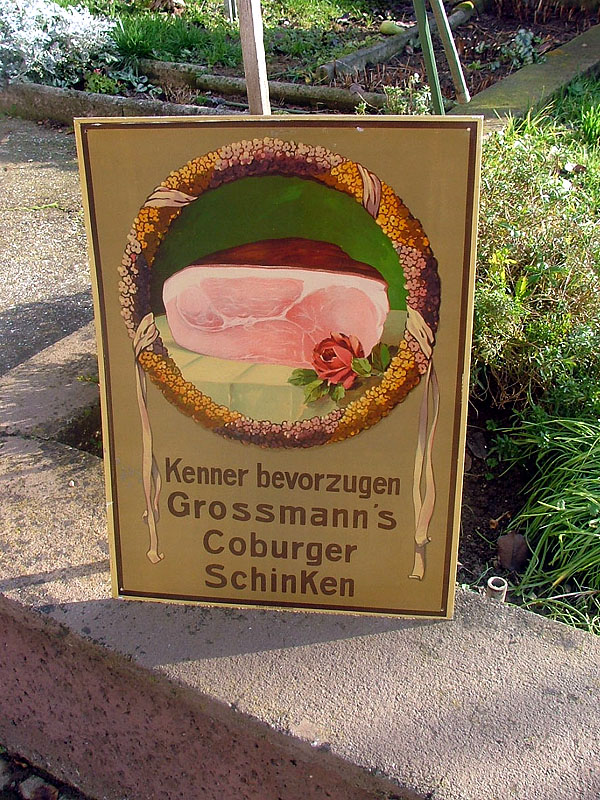 Kenner bevorzugen
Grossmann's
Coburger
Schinken